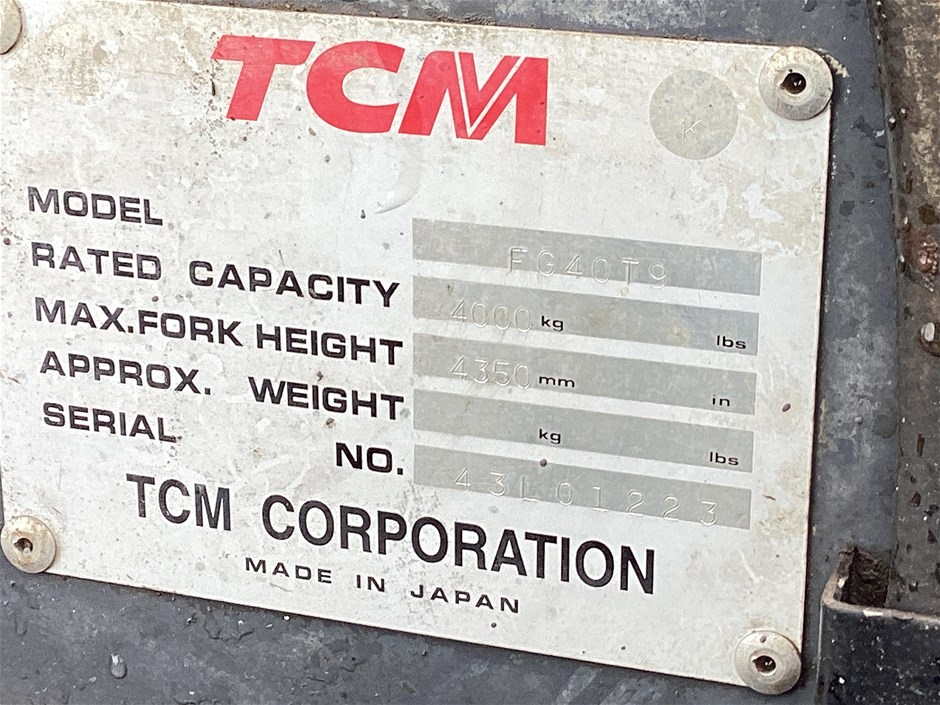 TCM
MODEL FG40T9
RATED CAPACITY 4000 kg lbs
MAX.FORK HEIGHT 4350 mm in
APPROX. WEIGHT kg lbs
SERIAL NO. 43L01223
TCM CORPORATION
MADE IN JAPAN